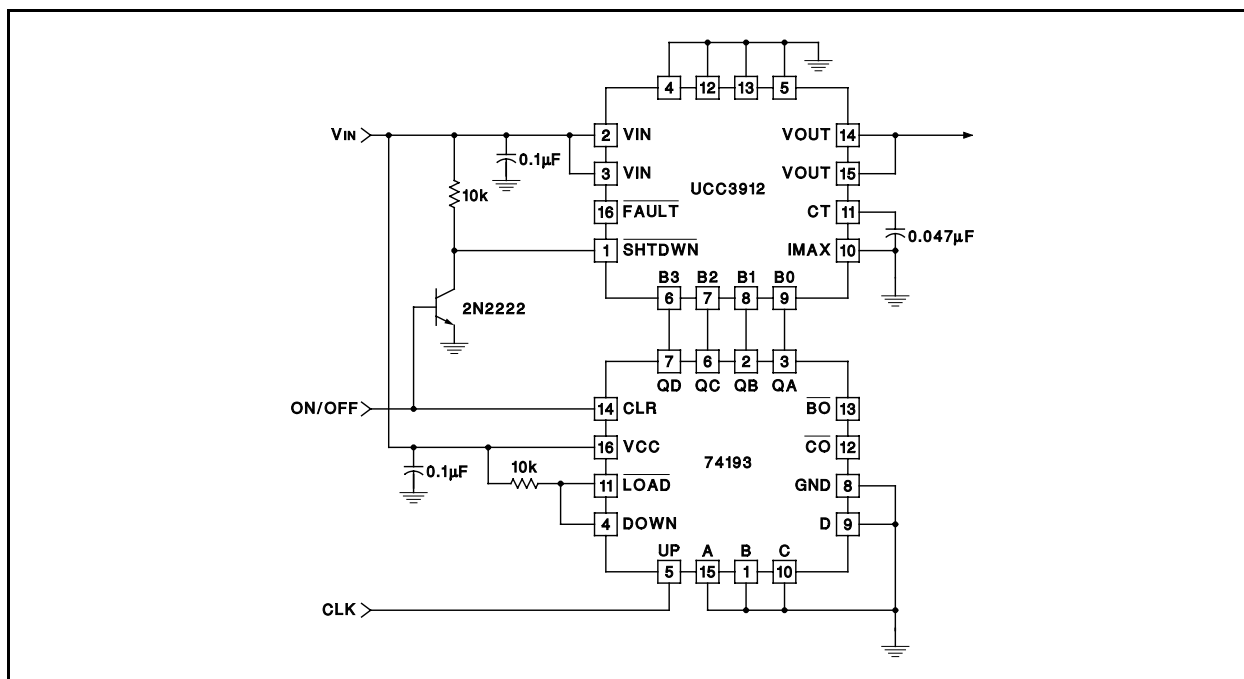 4 12 13 5
VIN 2 VIN VOUT 14
0.1µF
3 VIN VOUT 15
10k UCC3912
16 FAULT CT 11
0.047µF
1 SHTDWN IMAX 10
B3 B2 B1 B0
6 7 8 9
2N2222
7 6 2 3
QD QC QB QA
ON/OFF 14 CLR BO 13
16 VCC CO 12
10k 74193
0.1µF
11 LOAD GND 8
4 DOWN D 9
UP A B C
5 15 1 10
CLK